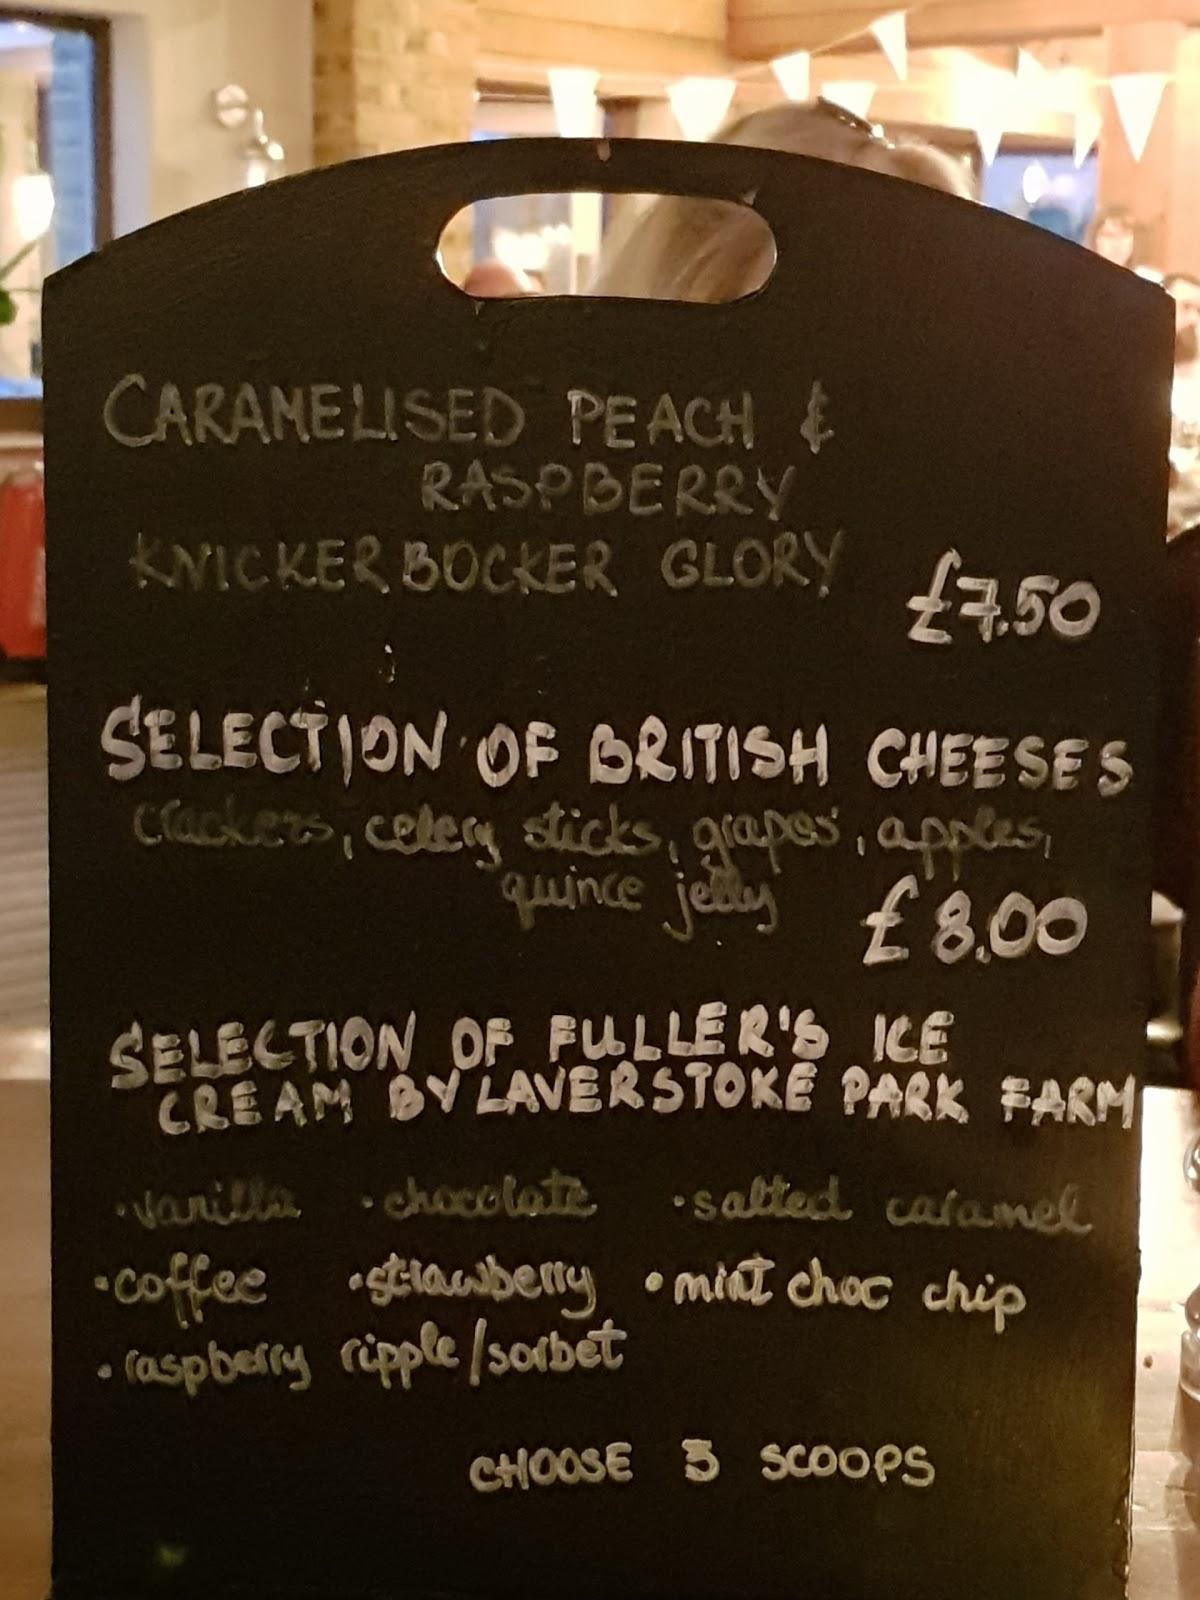 CARAMELISED PEACH &
RASPBERRY
KNICKERBOCKER GLORY
£7.50
SELECTION OF BRITISH CHEESES
crackers, celery sticks, grapes, apples,
quince jelly
£8.00
SELECTION OF FULLER'S ICE
CREAM BY LAVERSTOKE PARK FARM
•vanilla •chocolate •salted caramel
•coffee •strawberry •mint choc chip
•raspberry ripple/sorbet
CHOOSE 3 SCOOPS